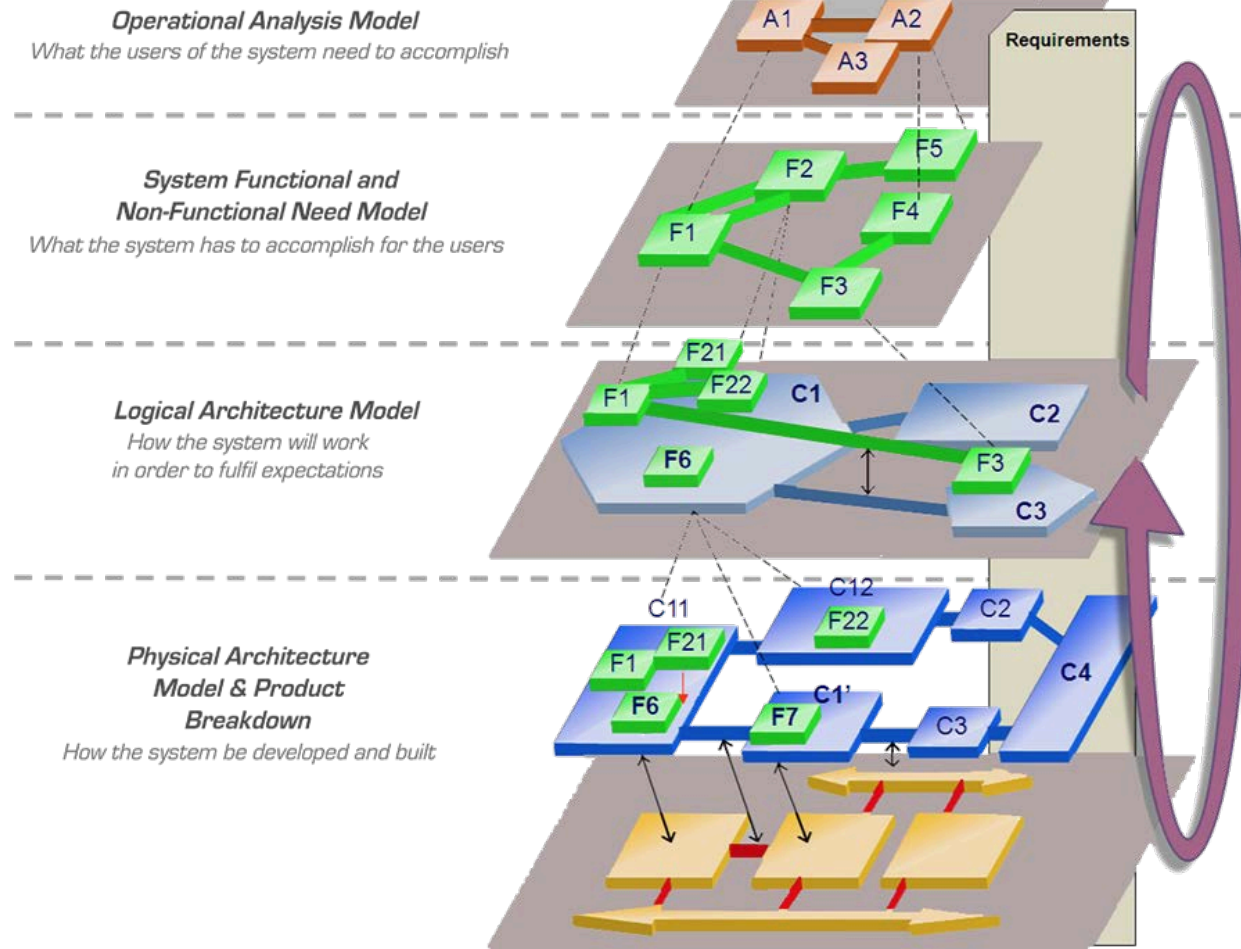 Operational Analysis Model
What the users of the system need to accomplish
A1
A2
A3
Requirements
System Functional and
Non-Functional Need Model
What the system has to accomplish for the users
F5
F2
F4
F1
F3
Logical Architecture Model
How the system will work
in order to fulfil expectations
F21
F22
C1
F1
C2
F6
F3
C3
Physical Architecture
Model & Product
Breakdown
How the system be developed and built
C12
C11
C2
F22
F21
F1
C4
C1’
F6
F7
C3